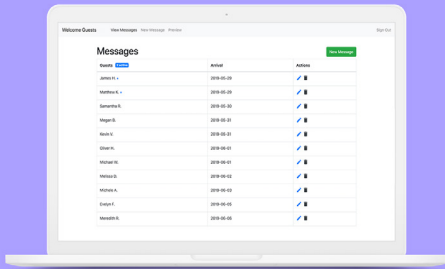 Welcome Guests View Messages New Message Preview Sign Out
Messages
New Message
Guests Arrival Actions
James H. 2019-05-29
Matthew K. 2019-05-29
Samantha R. 2019-05-30
Megan B. 2019-05-31
Kevin V. 2019-05-31
Oliver H. 2019-06-01
Michael W. 2019-06-01
Melissa D. 2019-06-02
Michele A. 2019-06-03
Evelyn F. 2019-06-05
Meredith R. 2019-06-06